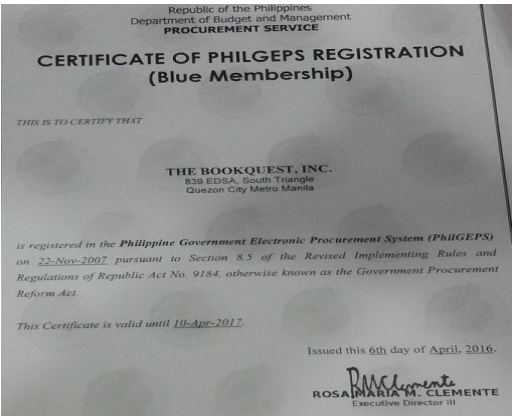 Republic of the Philippines
Department of Budget and Management
PROCUREMENT SERVICE
CERTIFICATE OF PHILGEPS REGISTRATION
(Blue Membership)
THIS IS TO CERTIFY THAT
THE BOOKQUEST, INC.
839 EDSA, South Triangle
Quezon City Metro Manila
is registered in the Philippine Government Electronic Procurement System (PhilGEPS)
on 22-Nov-2007 pursuant to Section 8.5 of the Revised Implementing Rules and
Regulations of Republic Act No. 9184, otherwise known as the Government Procurement
Reform Act.
This Certificate is valid until 10-Apr-2017.
Issued this 6th day of April, 2016.
RMClemente
ROSA MARIA M. CLEMENTE
Executive Director III